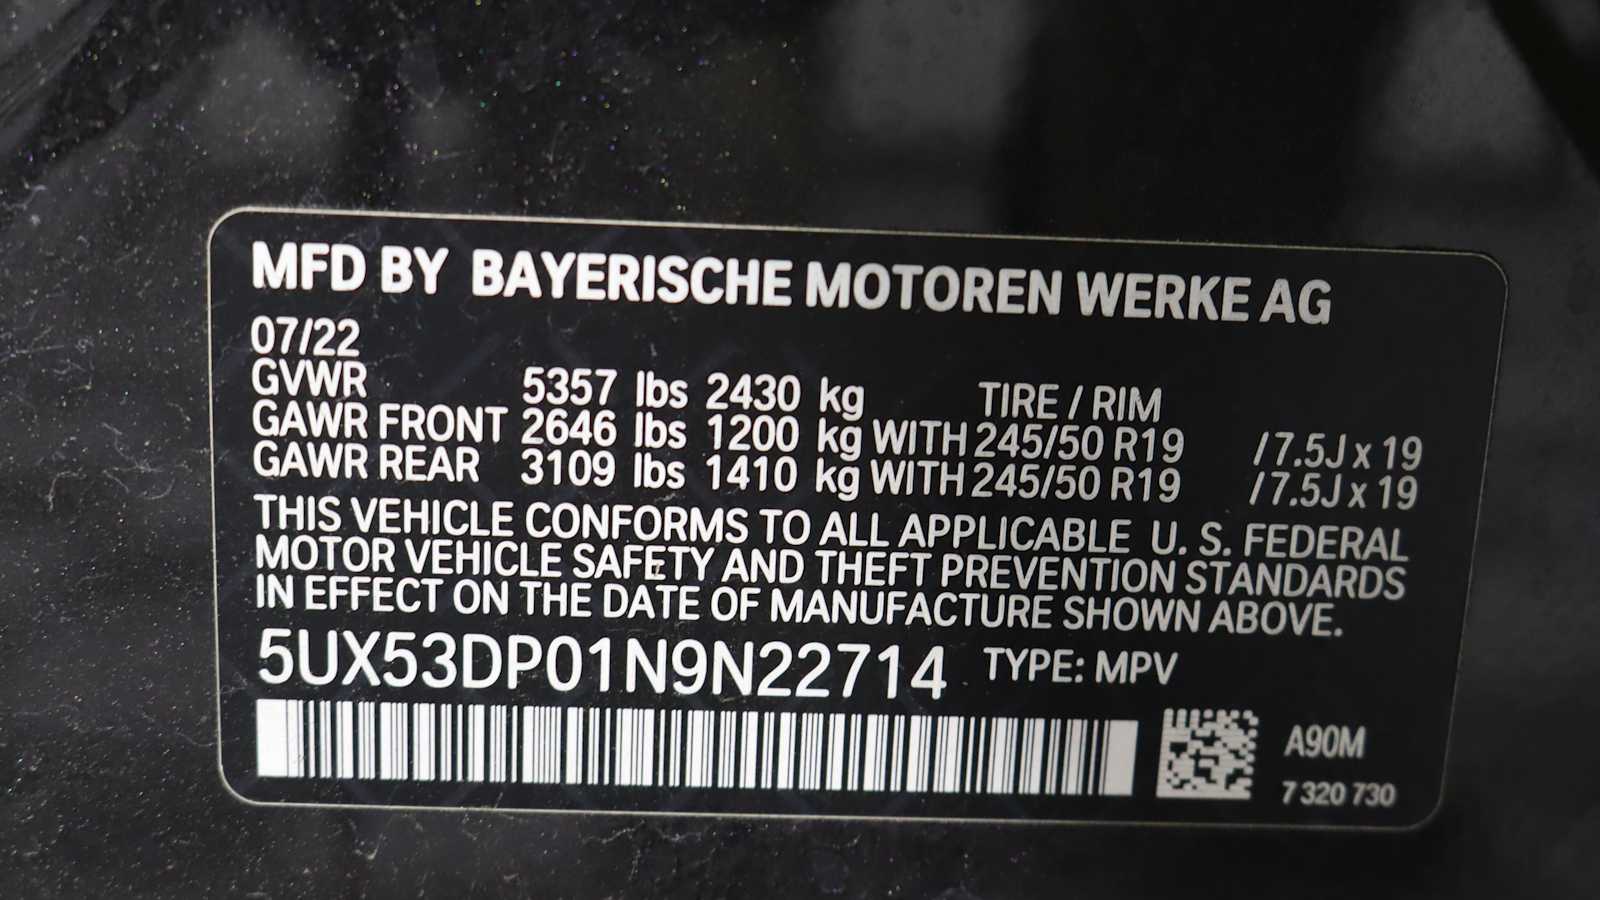 MFD BY BAYERISCHE MOTOREN WERKE AG
07/22
GVWR 5357 lbs 2430 kg TIRE / RIM
GAWR FRONT 2646 lbs 1200 kg WITH 245/50 R19 /7.5J x 19
GAWR REAR 3109 lbs 1410 kg WITH 245/50 R19 /7.5J x 19
THIS VEHICLE CONFORMS TO ALL APPLICABLE U. S. FEDERAL
MOTOR VEHICLE SAFETY AND THEFT PREVENTION STANDARDS
IN EFFECT ON THE DATE OF MANUFACTURE SHOWN ABOVE.
5UX53DP01N9N22714 TYPE: MPV
A90M
7 320 730